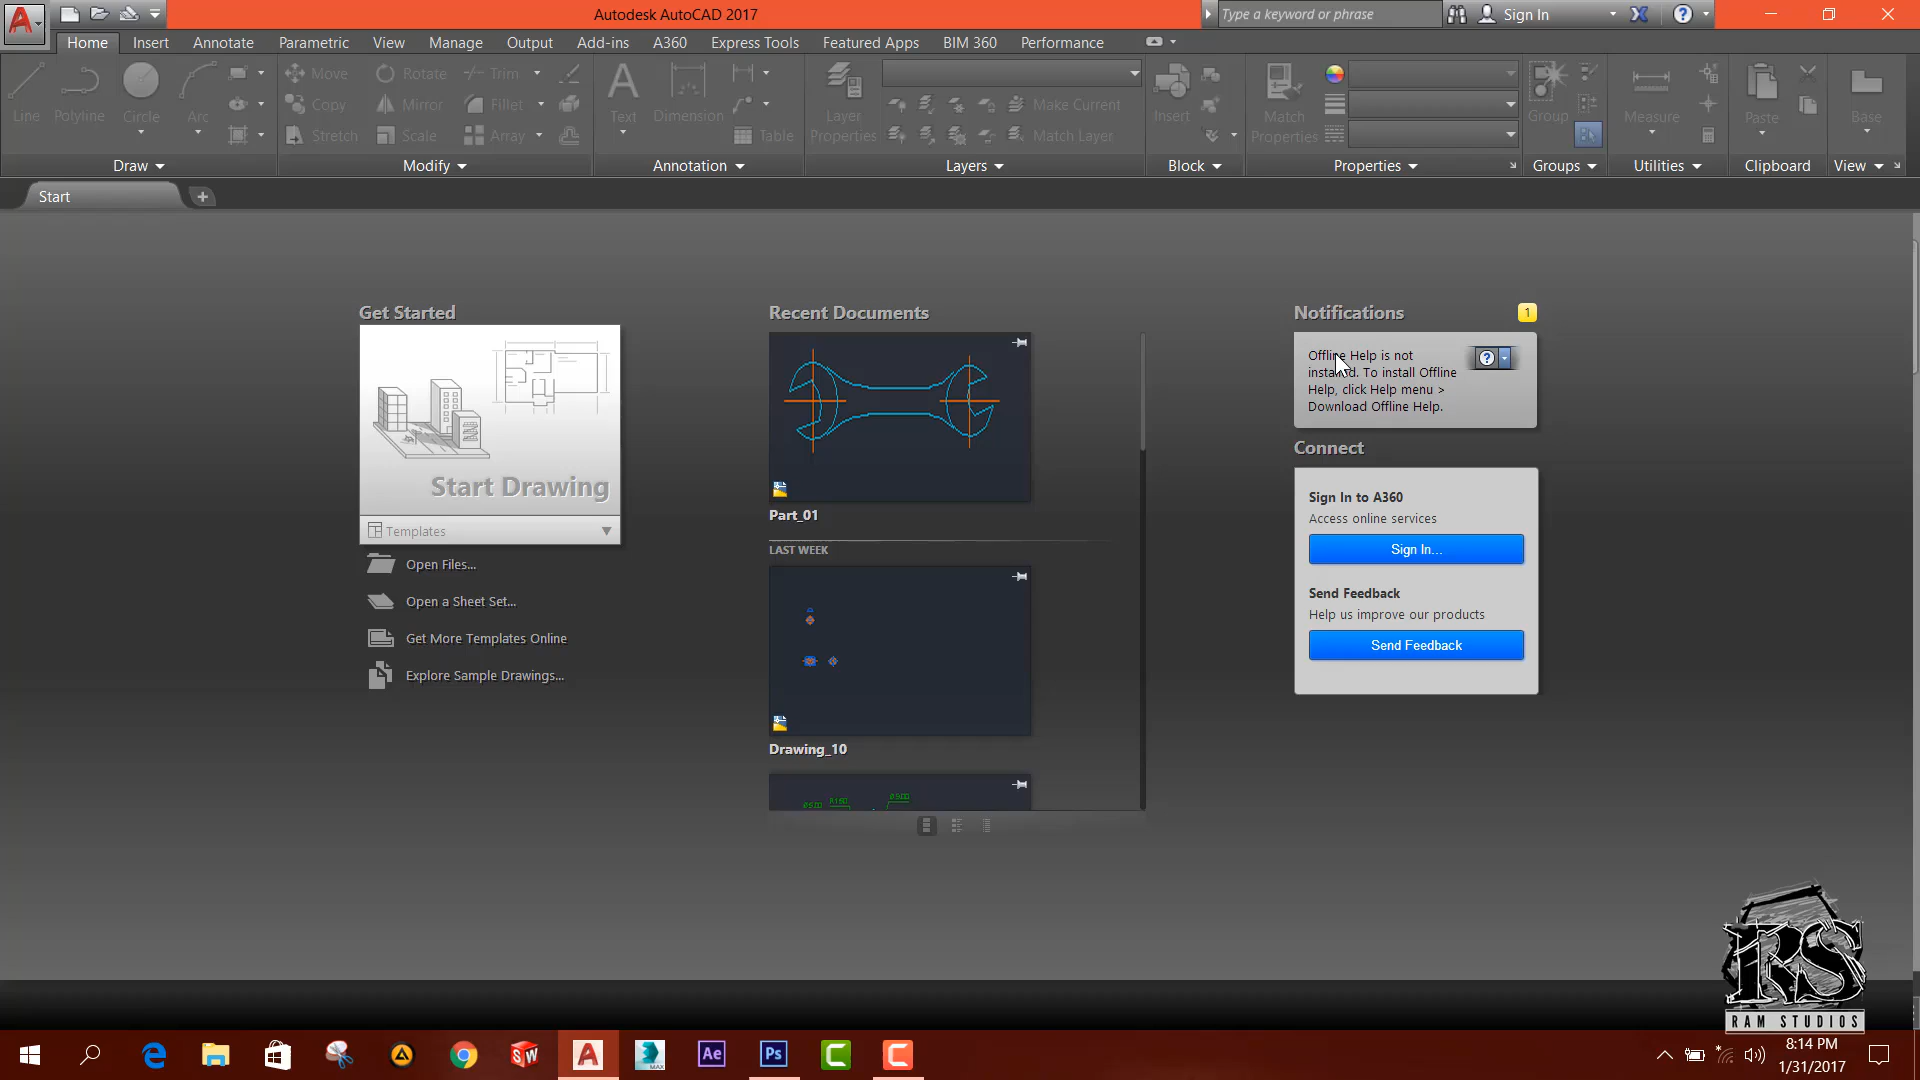 Autodesk AutoCAD 2017
Type a keyword or phrase
Sign In
Home Insert Annotate Parametric View Manage Output Add-ins A360 Express Tools Featured Apps BIM 360 Performance
Line Polyline Circle Arc
Move Rotate Trim
Copy Mirror Fillet
Stretch Scale Array
Text Dimension Table
Layer Properties
Make Current
Match Layer
Insert
Match Properties
Group
Measure
Paste
Base
Draw Modify Annotation Layers Block Properties Groups Utilities Clipboard View
Start
Get Started
Start Drawing
Templates
Open Files...
Open a Sheet Set...
Get More Templates Online
Explore Sample Drawings...
Recent Documents
Part_01
LAST WEEK
Drawing_10
Notifications 1
Offline Help is not
installed. To install Offline
Help, click Help menu >
Download Offline Help.
Connect
Sign In to A360
Access online services
Sign In...
Send Feedback
Help us improve our products
Send Feedback
RS
RAM STUDIOS
SW A MAX Ae Ps C C
8:14 PM
1/31/2017